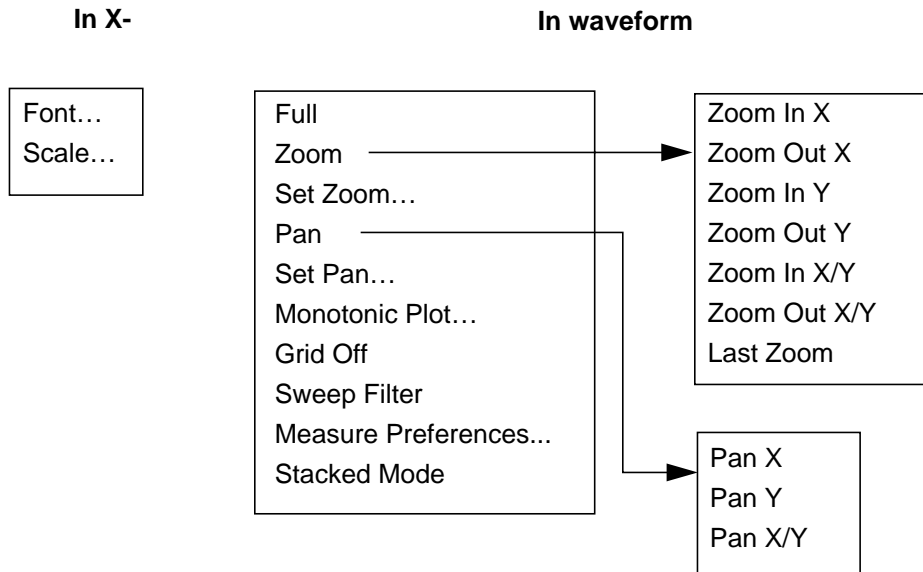 In X-
In waveform
Font…
Scale…
Full
Zoom
Set Zoom…
Pan
Set Pan…
Monotonic Plot…
Grid Off
Sweep Filter
Measure Preferences...
Stacked Mode
Zoom In X
Zoom Out X
Zoom In Y
Zoom Out Y
Zoom In X/Y
Zoom Out X/Y
Last Zoom
Pan X
Pan Y
Pan X/Y